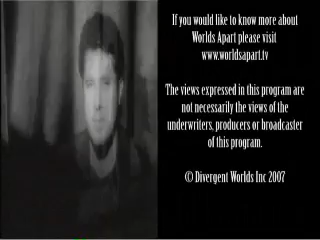 If you would like to know more about
Worlds Apart please visit
www.worldsapart.tv
The views expressed in this program are
not necessarily the views of the
underwriters, producers or broadcaster
of this program.
© Divergent Worlds Inc 2007